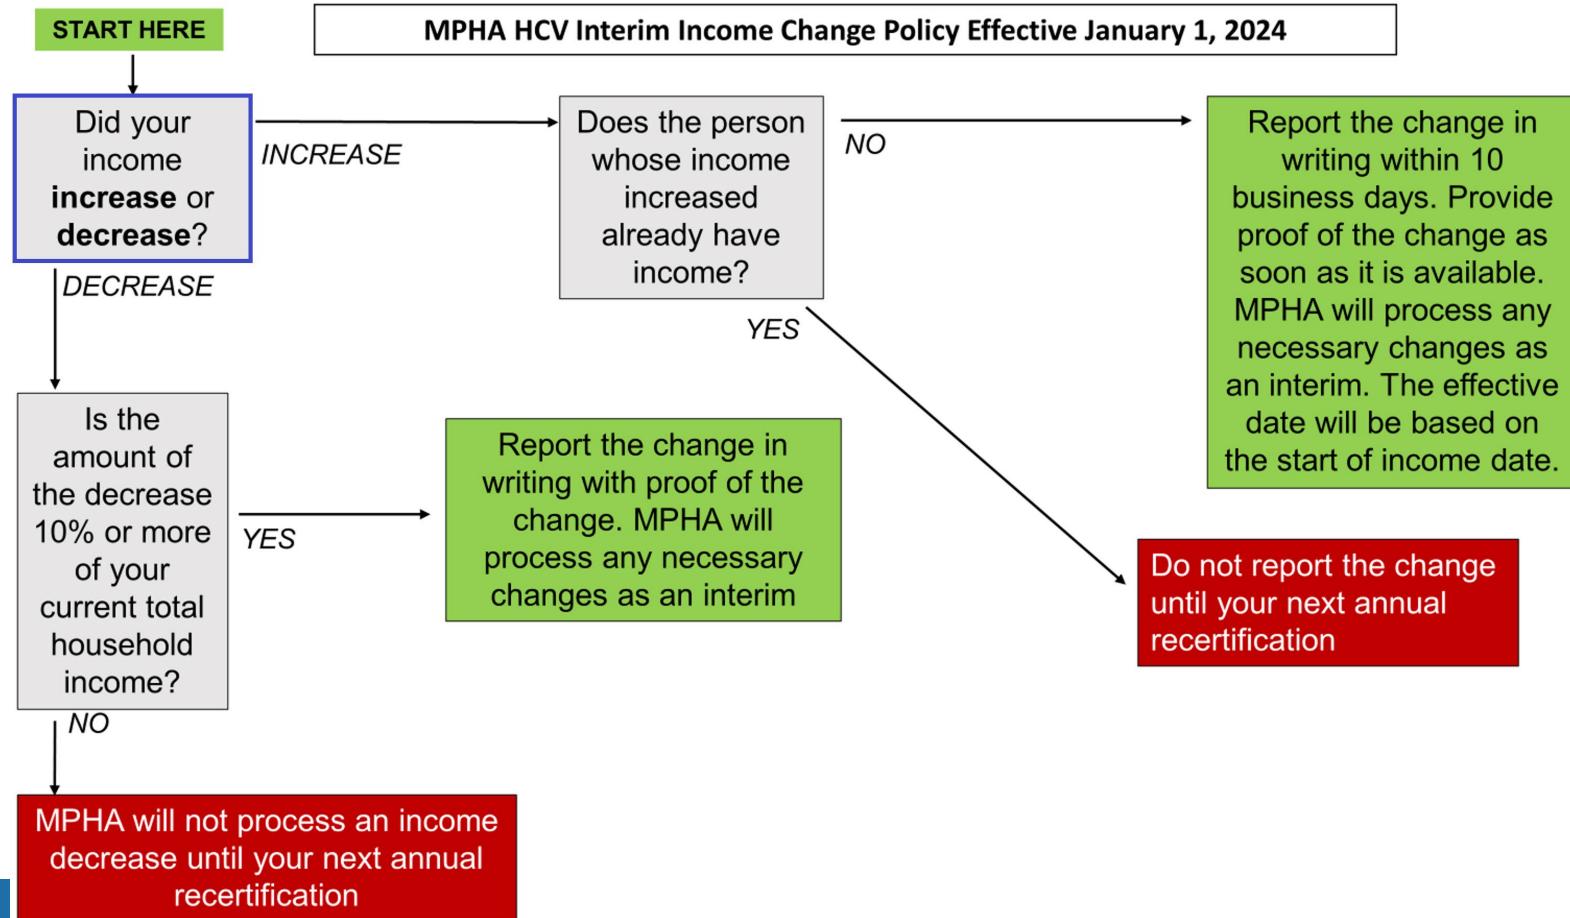 START HERE
MPHA HCV Interim Income Change Policy Effective January 1, 2024
Did your
income
increase or
decrease?
INCREASE
Does the person
whose income
increased
already have
income?
NO
Report the change in
writing within 10
business days. Provide
proof of the change as
soon as it is available.
MPHA will process any
necessary changes as
an interim. The effective
date will be based on
the start of income date.
YES
Do not report the change
until your next annual
recertification
DECREASE
Is the
amount of
the decrease
10% or more
of your
current total
household
income?
YES
Report the change in
writing with proof of the
change. MPHA will
process any necessary
changes as an interim
NO
MPHA will not process an income
decrease until your next annual
recertification